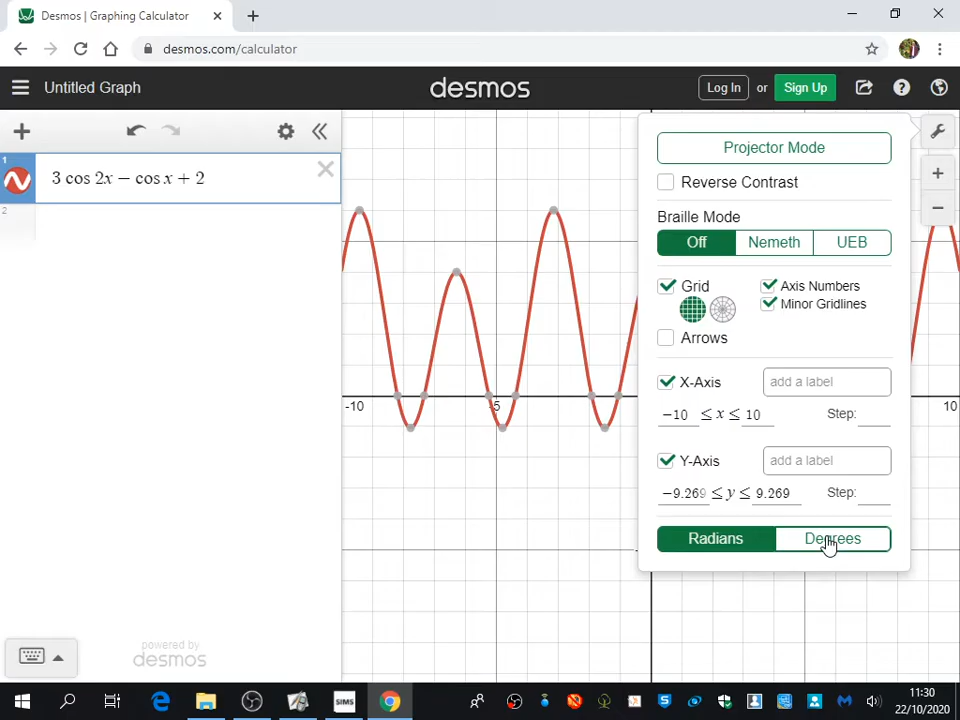 Desmos | Graphing Calculator
desmos.com/calculator
Untitled Graph
desmos
Log In or Sign Up
1
3 cos 2x − cos x + 2
2
-10
-5
10
Projector Mode
Reverse Contrast
Braille Mode
Off Nemeth UEB
Grid Axis Numbers
Minor Gridlines
Arrows
X-Axis add a label
−10 ≤ x ≤ 10 Step:
Y-Axis add a label
−9.269 ≤ y ≤ 9.269 Step:
Radians Degrees
powered by
desmos
SIMS
11:30
22/10/2020